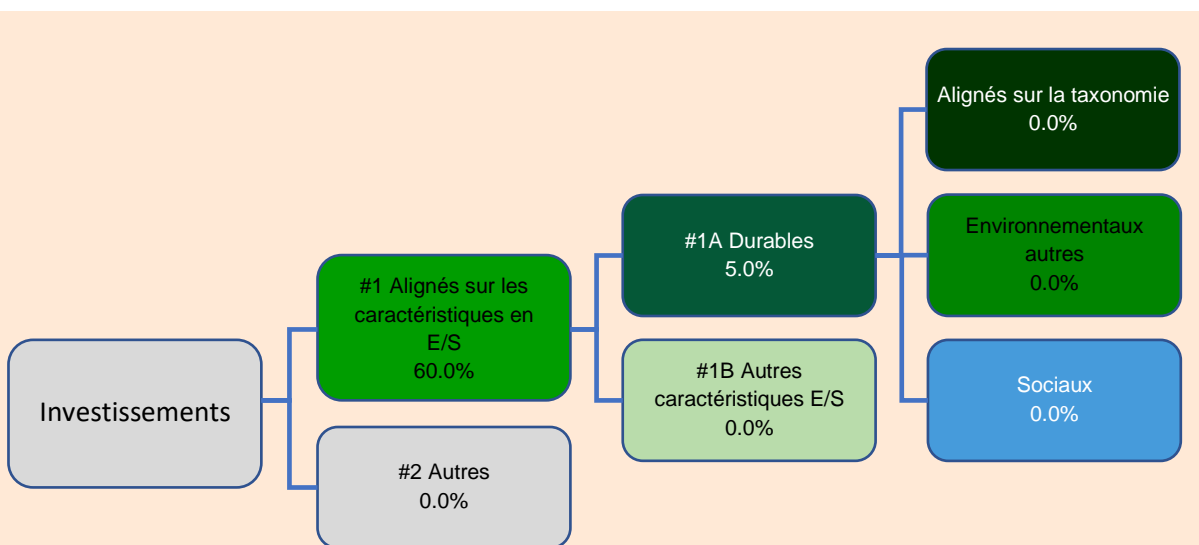 Investissements
#1 Alignés sur les
caractéristiques en
E/S
60.0%
#2 Autres
0.0%
#1A Durables
5.0%
#1B Autres
caractéristiques E/S
0.0%
Alignés sur la taxonomie
0.0%
Environnementaux
autres
0.0%
Sociaux
0.0%